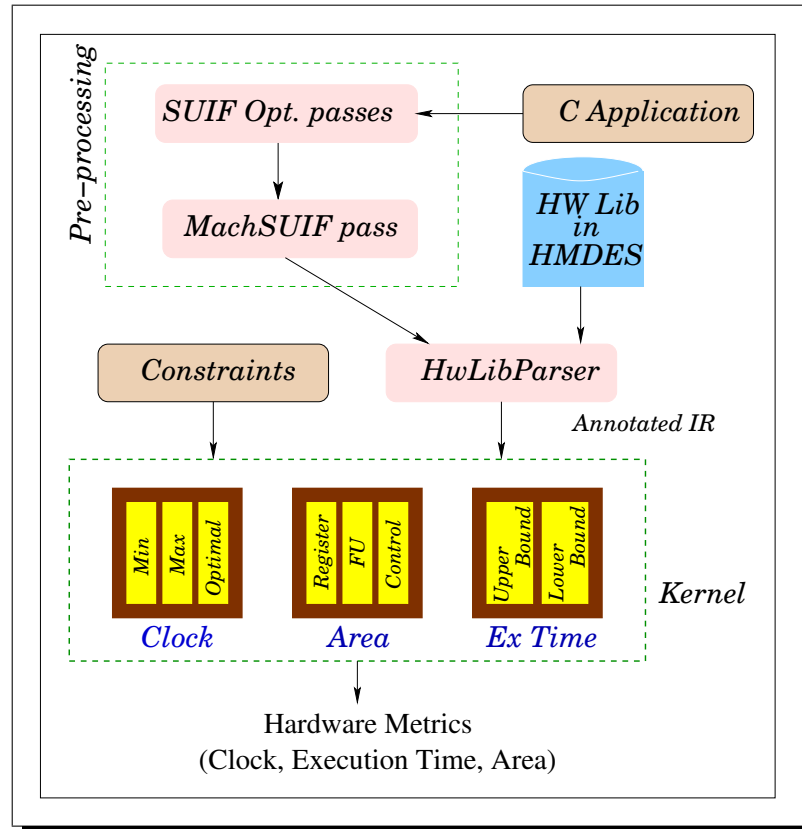 Pre-processing
SUIF Opt. passes
C Application
MachSUIF pass
HW Lib
in
HMDES
Constraints
HwLibParser
Annotated IR
Min
Max
Optimal
Clock
Register
FU
Control
Area
Upper
Bound
Lower
Bound
Ex Time
Kernel
Hardware Metrics
(Clock, Execution Time, Area)